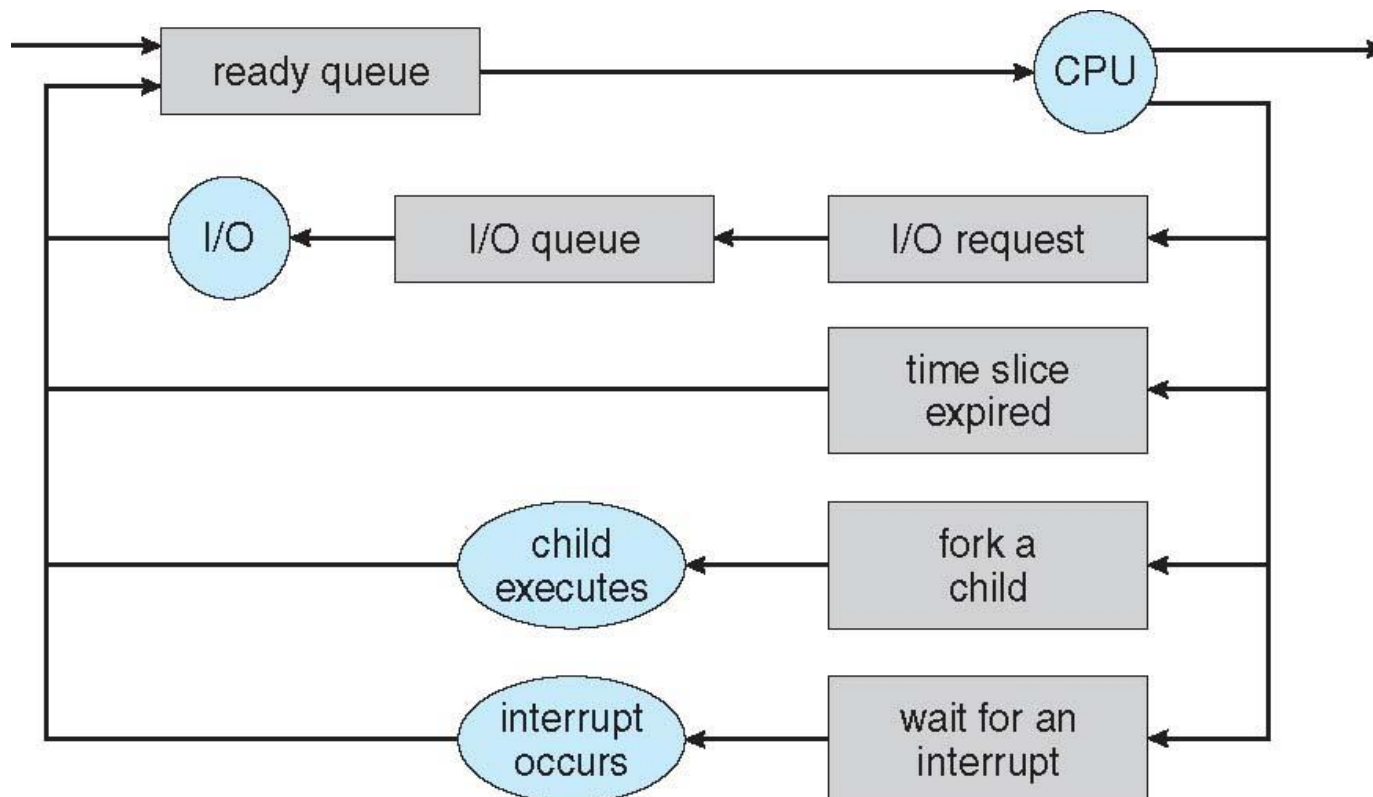 ready queue
CPU
I/O
I/O queue
I/O request
time slice
expired
child
executes
fork a
child
interrupt
occurs
wait for an
interrupt